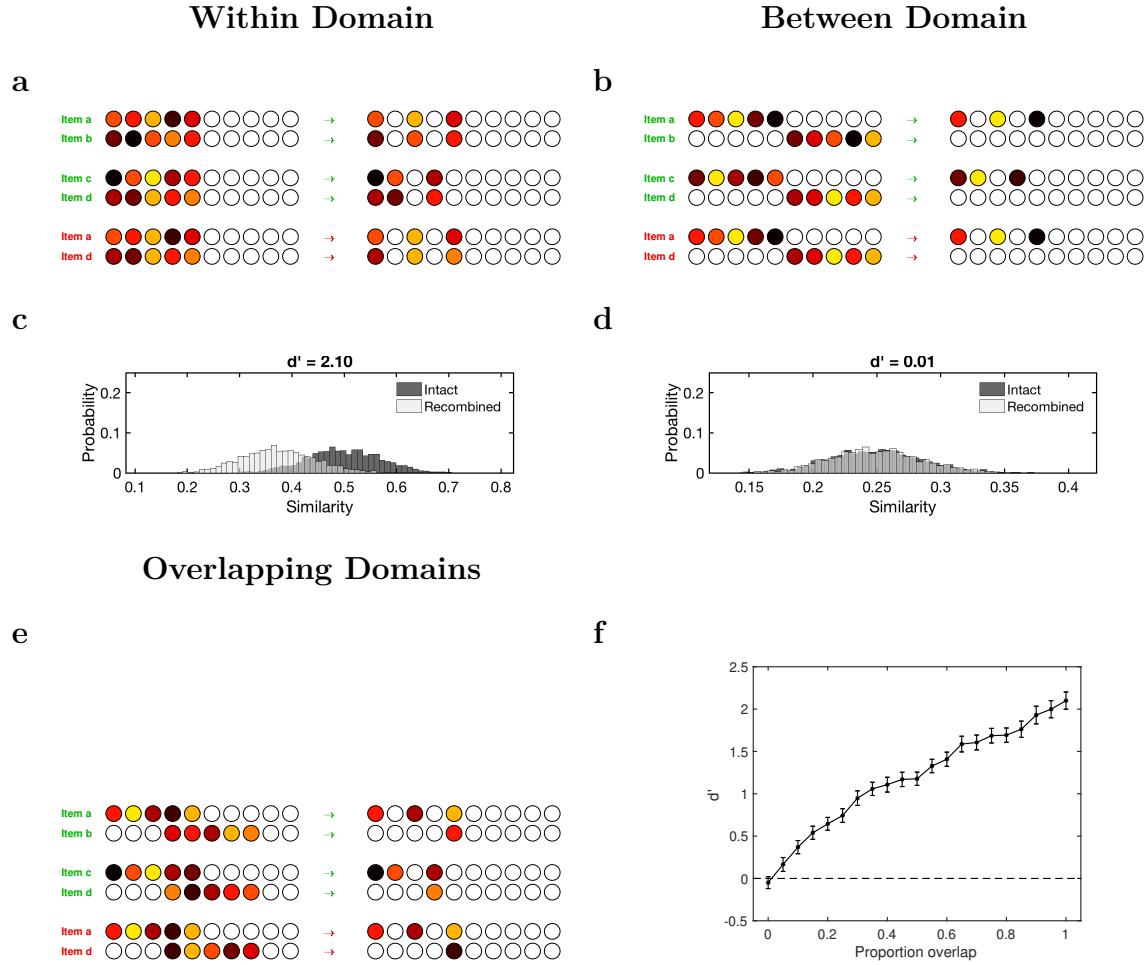 Within Domain
Between Domain
a
b
Item a →
Item b →
Item c →
Item d →
Item a →
Item d →
Item a →
Item b →
Item c →
Item d →
Item a →
Item d →
c
d
d' = 2.10
Probability
0.2
0.1
0
Intact
Recombined
0.1 0.2 0.3 0.4 0.5 0.6 0.7 0.8
Similarity
d' = 0.01
Probability
0.2
0.1
0
Intact
Recombined
0.15 0.2 0.25 0.3 0.35 0.4
Similarity
Overlapping Domains
e
f
Item a →
Item b →
Item c →
Item d →
Item a →
Item d →
2.5
2
1.5
1
0.5
0
-0.5
d'
0 0.2 0.4 0.6 0.8 1
Proportion overlap